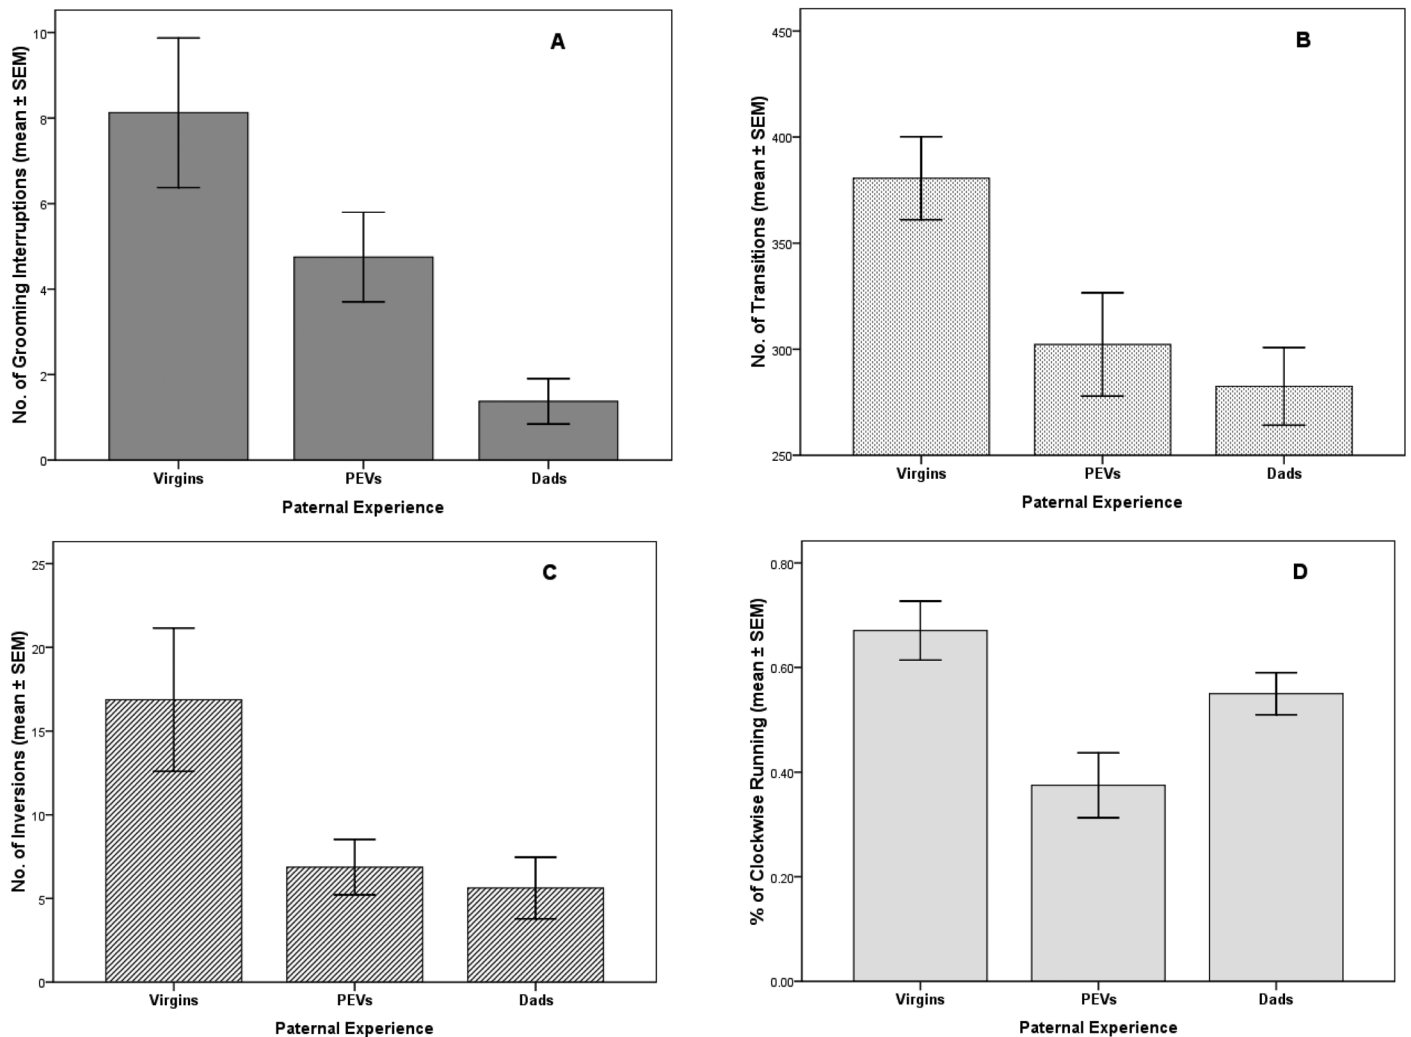 A
No. of Grooming Interruptions (mean ± SEM)
10
8
6
4
2
0
Virgins PEVs Dads
Paternal Experience
B
No. of Transitions (mean ± SEM)
450
400
350
300
250
Virgins PEVs Dads
Paternal Experience
C
No. of Inversions (mean ± SEM)
25
20
15
10
5
0
Virgins PEVs Dads
Paternal Experience
D
% of Clockwise Running (mean ± SEM)
0.80
0.60
0.40
0.20
0.00
Virgins PEVs Dads
Paternal Experience